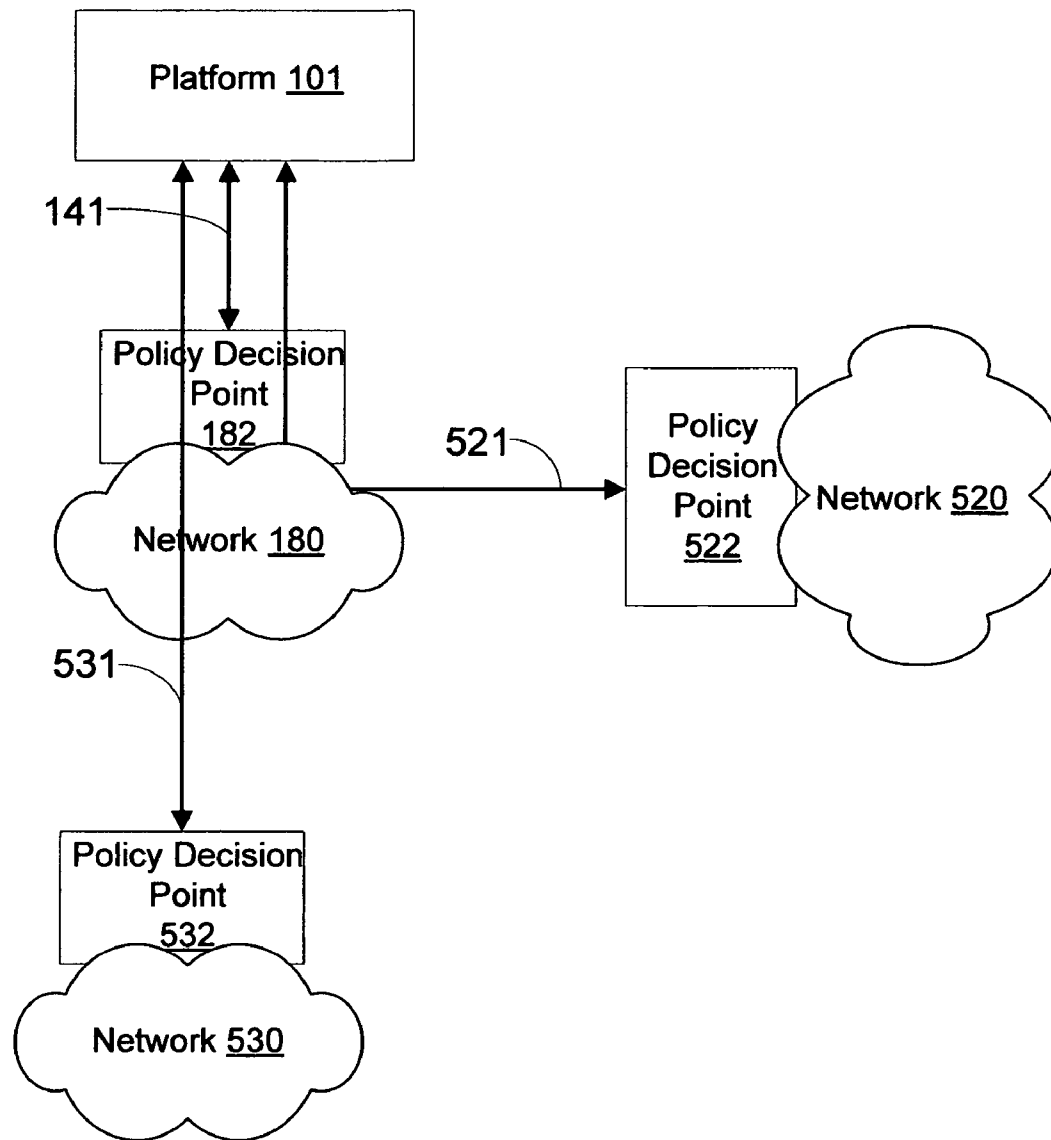 Platform 101
141
Policy Decision
Point
182
521
Policy
Decision
Point
522
Network 520
Network 180
531
Policy Decision
Point
532
Network 530